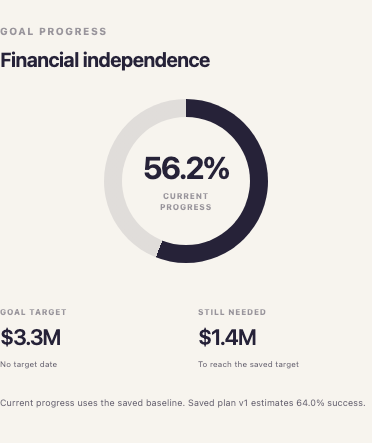 GOAL PROGRESS
Financial independence
56.2%
CURRENT
PROGRESS
GOAL TARGET
$3.3M
No target date
STILL NEEDED
$1.4M
To reach the saved target
Current progress uses the saved baseline. Saved plan v1 estimates 64.0% success.